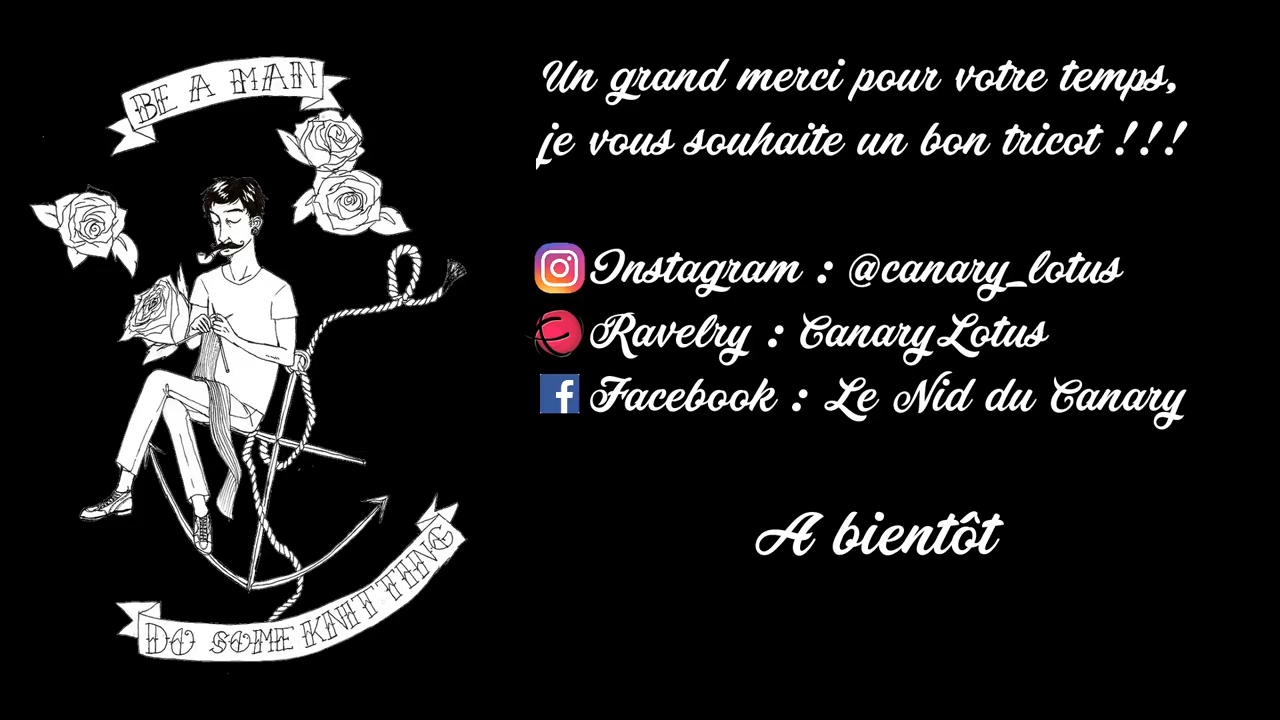 BE A MAN
DO SOME KNITTING
Un grand merci pour votre temps,
je vous souhaite un bon tricot !!!
Instagram : @canary_lotus
Ravelry : CanaryLotus
Facebook : Le Nid du Canary
A bientôt